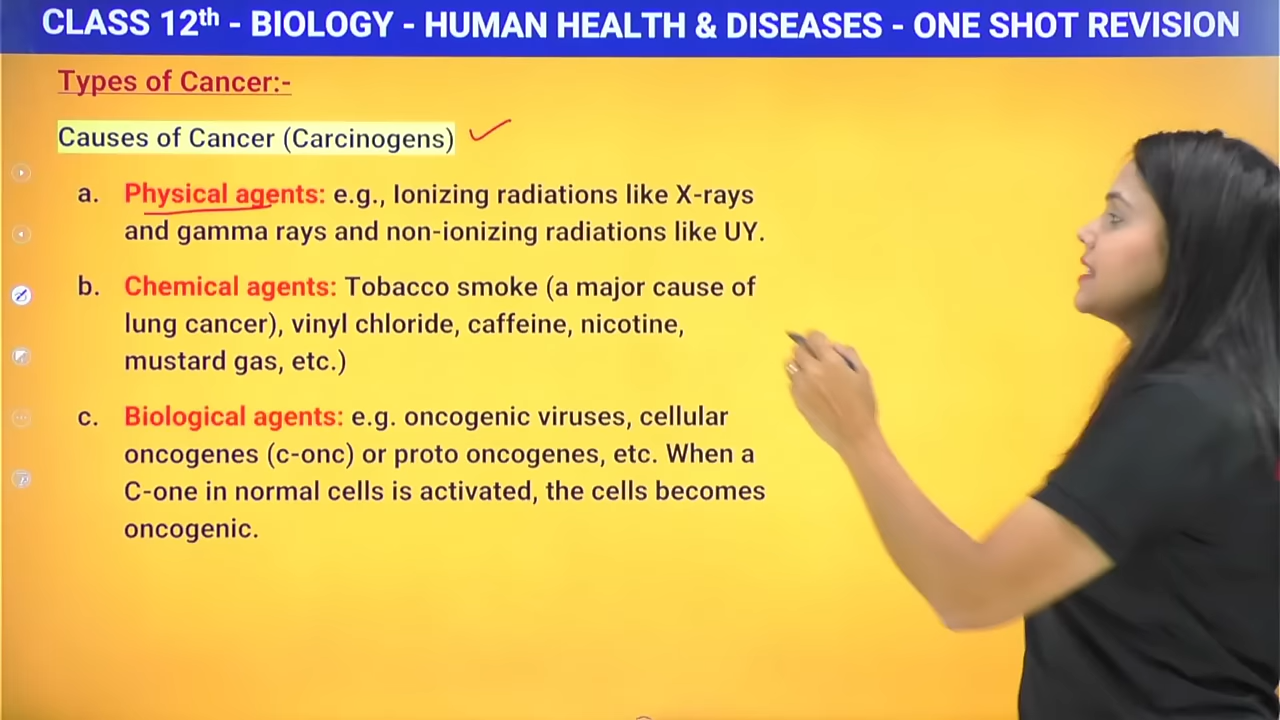 CLASS 12th - BIOLOGY - HUMAN HEALTH & DISEASES - ONE SHOT REVISION
Types of Cancer:-
Causes of Cancer (Carcinogens)
a. Physical agents: e.g., Ionizing radiations like X-rays
and gamma rays and non-ionizing radiations like UY.
b. Chemical agents: Tobacco smoke (a major cause of
lung cancer), vinyl chloride, caffeine, nicotine,
mustard gas, etc.)
c. Biological agents: e.g. oncogenic viruses, cellular
oncogenes (c-onc) or proto oncogenes, etc. When a
C-one in normal cells is activated, the cells becomes
oncogenic.